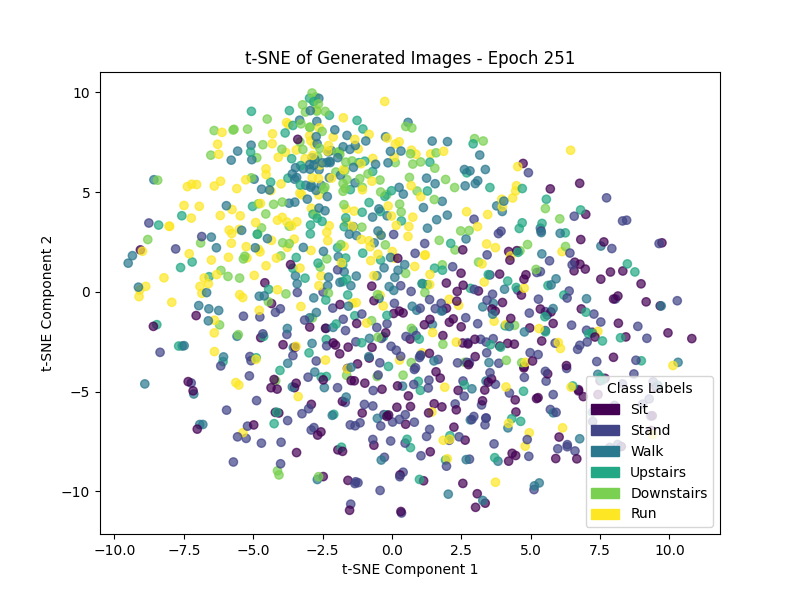 t-SNE of Generated Images - Epoch 251
t-SNE Component 2
10
5
0
−5
−10
Class Labels
Sit
Stand
Walk
Upstairs
Downstairs
Run
−10.0 −7.5 −5.0 −2.5 0.0 2.5 5.0 7.5 10.0
t-SNE Component 1